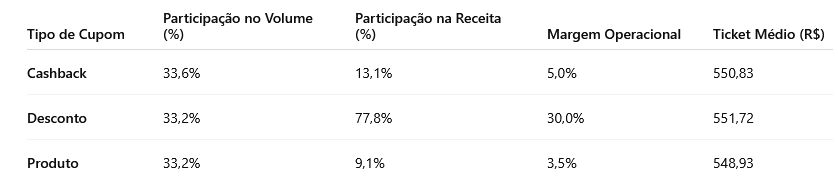 Tipo de Cupom Participação no Volume (%) Participação na Receita (%) Margem Operacional Ticket Médio (R$)
Cashback 33,6% 13,1% 5,0% 550,83
Desconto 33,2% 77,8% 30,0% 551,72
Produto 33,2% 9,1% 3,5% 548,93